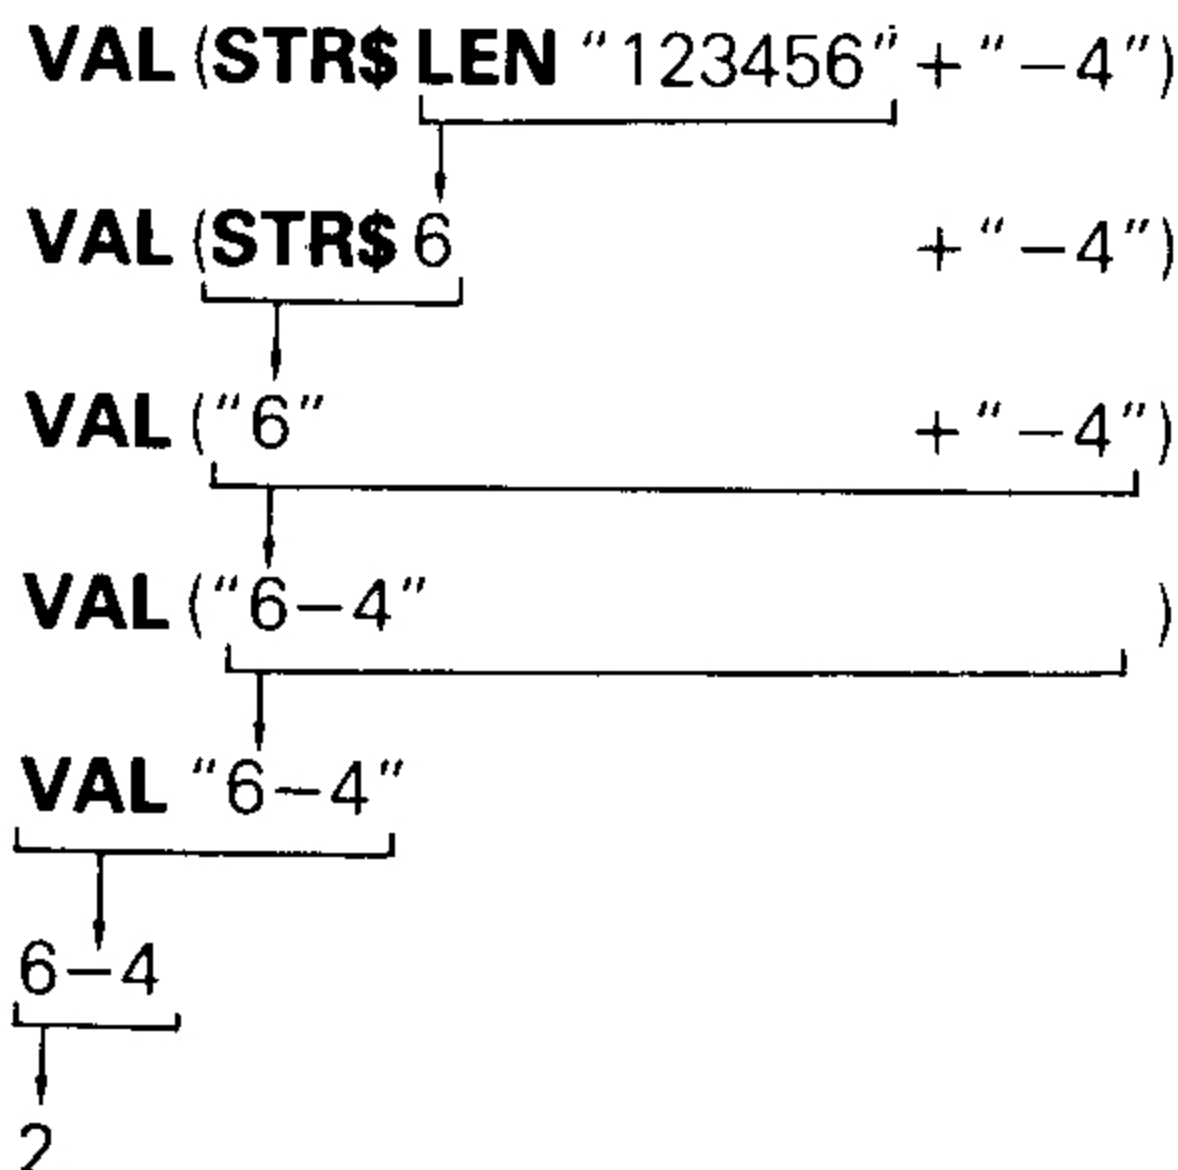 VAL (STR$ LEN "123456" + "−4")
VAL (STR$ 6 + "−4")
VAL ("6" + "−4")
VAL ("6−4" )
VAL "6−4"
6−4
2